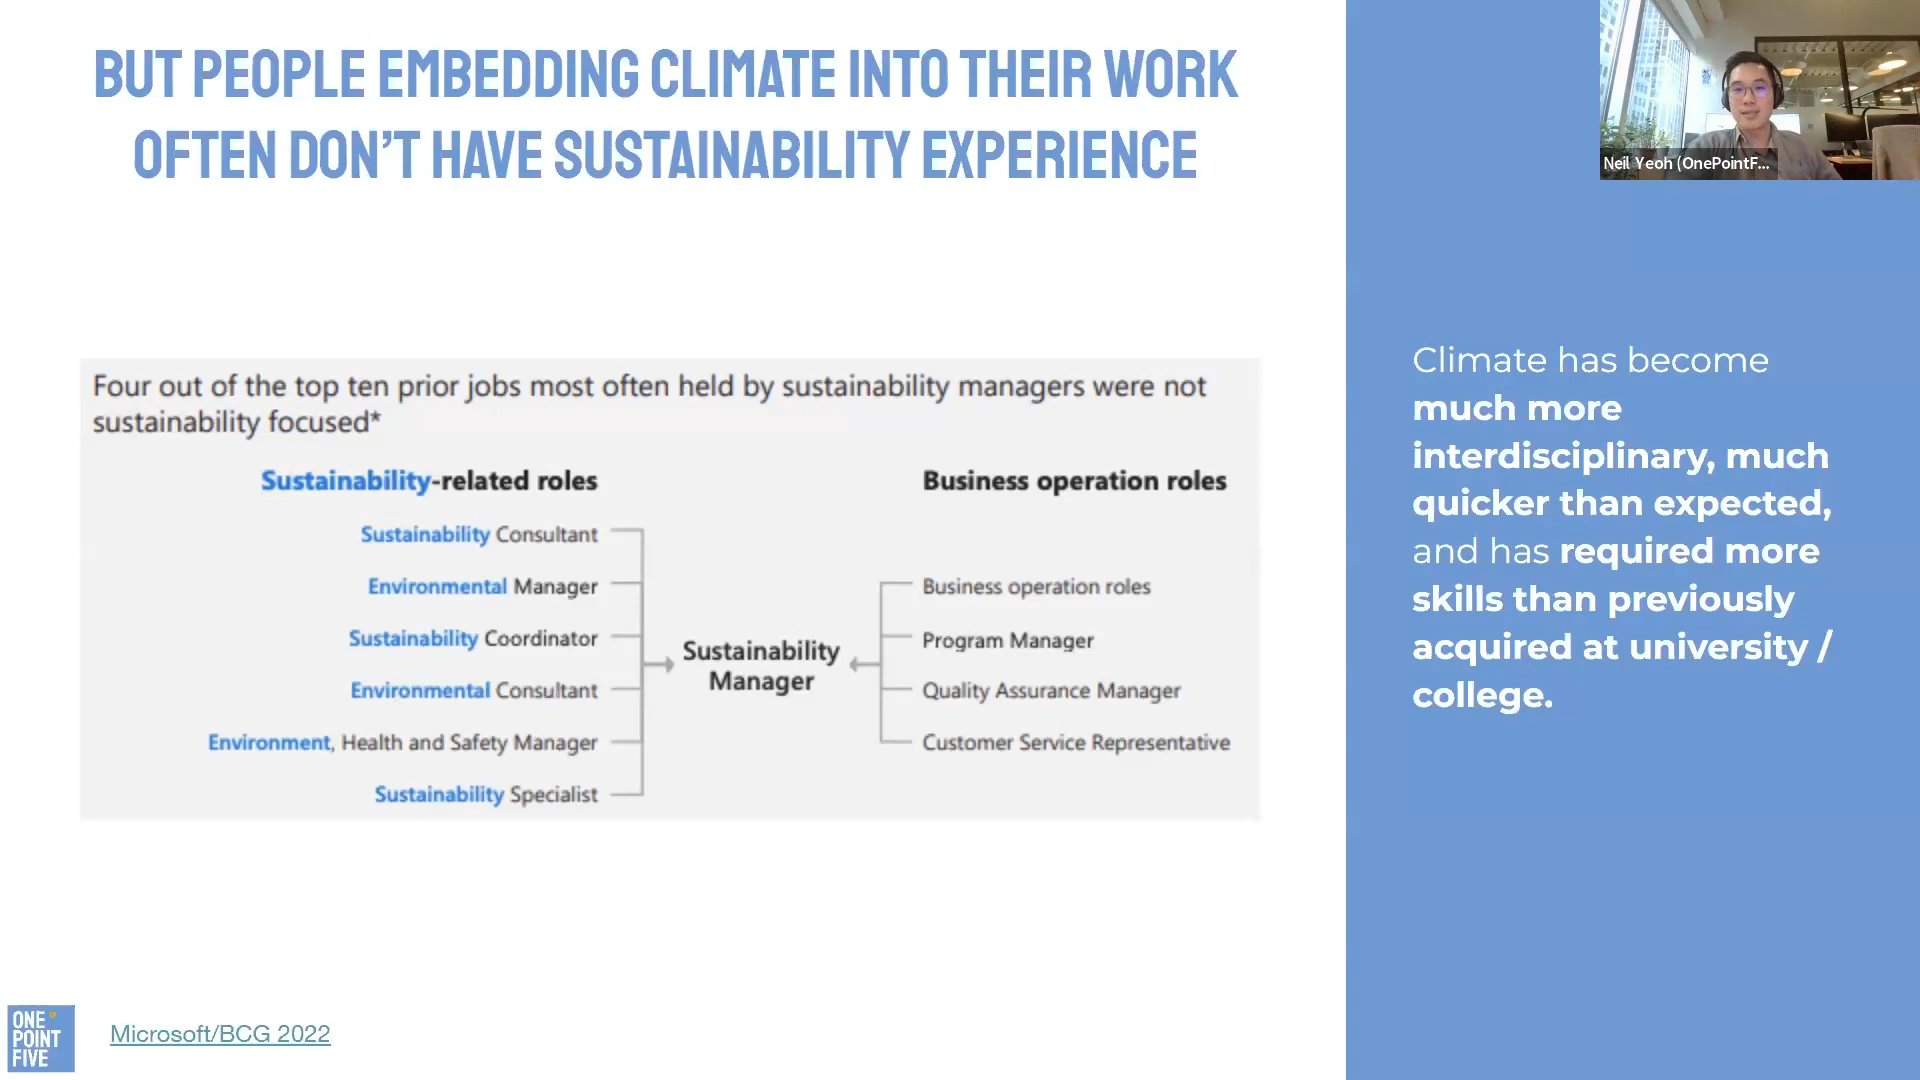 BUT PEOPLE EMBEDDING CLIMATE INTO THEIR WORK
OFTEN DON'T HAVE SUSTAINABILITY EXPERIENCE
Neil Yeoh (OnePointF...
Four out of the top ten prior jobs most often held by sustainability managers were not
sustainability focused*
Sustainability-related roles
Sustainability Consultant
Environmental Manager
Sustainability Coordinator
Environmental Consultant
Environment, Health and Safety Manager
Sustainability Specialist
Sustainability
Manager
Business operation roles
Business operation roles
Program Manager
Quality Assurance Manager
Customer Service Representative
Climate has become
much more
interdisciplinary, much
quicker than expected,
and has required more
skills than previously
acquired at university /
college.
ONE
POINT
FIVE
Microsoft/BCG 2022